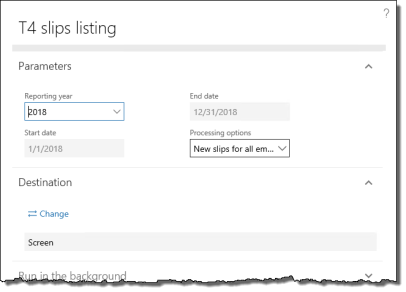 ?
T4 slips listing
Parameters
Reporting year
2018
End date
12/31/2018
Start date
1/1/2018
Processing options
New slips for all em...
Destination
Change
Screen
Run in the background